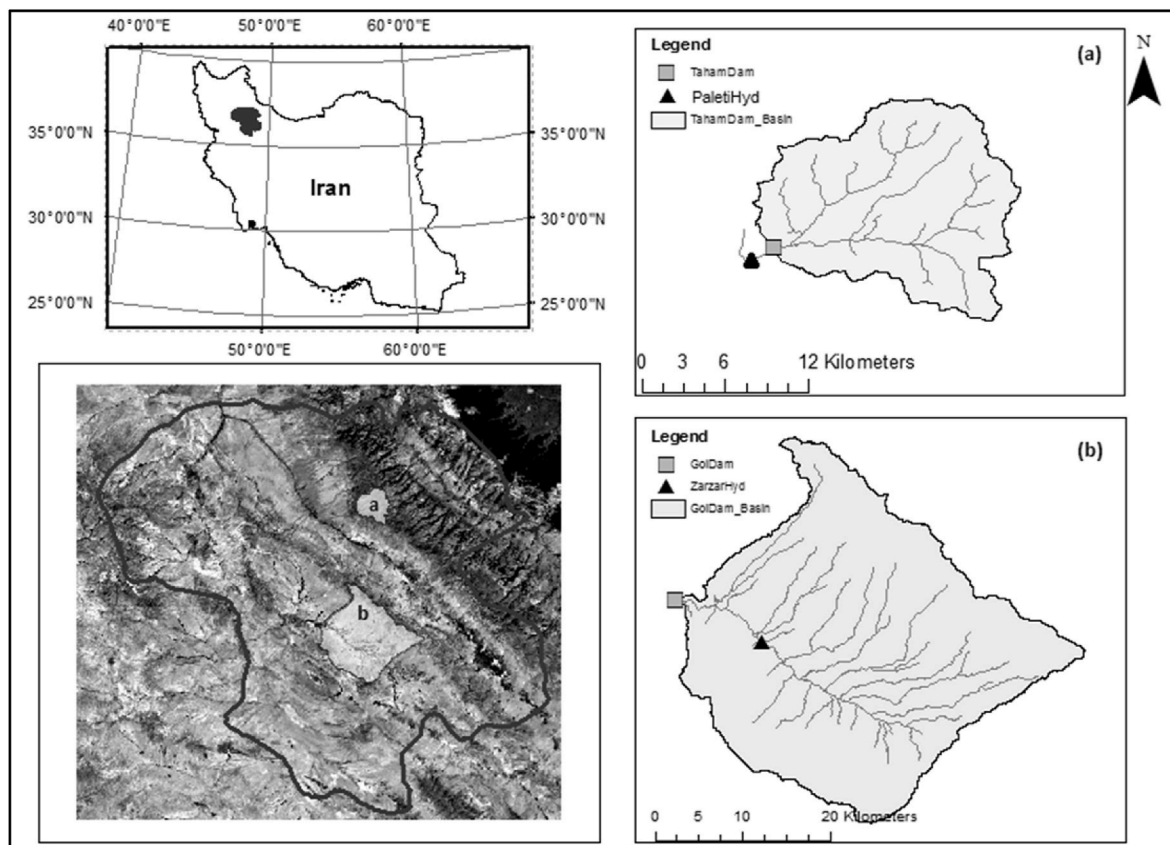 40°0'0"E 50°0'0"E 60°0'0"E
35°0'0"N 35°0'0"N
Iran
30°0'0"N 30°0'0"N
25°0'0"N 25°0'0"N
50°0'0"E 60°0'0"E
a
b
Legend (a)
TahamDam
PaletiHyd
TahamDam_Basin
N
0 3 6 12 Kilometers
Legend (b)
GolDam
ZarzarHyd
GolDam_Basin
0 5 10 20 Kilometers